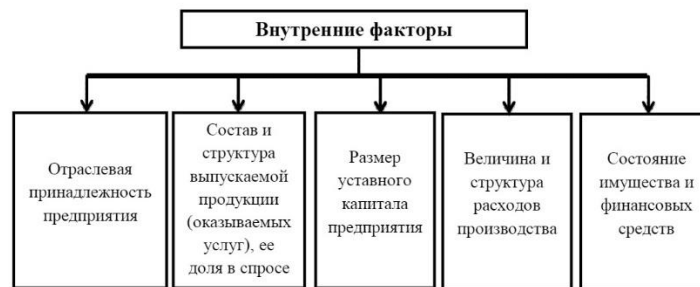 Внутренние факторы
Отраслевая
принадлежность
предприятия
Состав и
структура
выпускаемой
продукции
(оказываемых
услуг), ее
доля в спросе
Размер
уставного
капитала
предприятия
Величина и
структура
расходов
производства
Состояние
имущества и
финансовых
средств